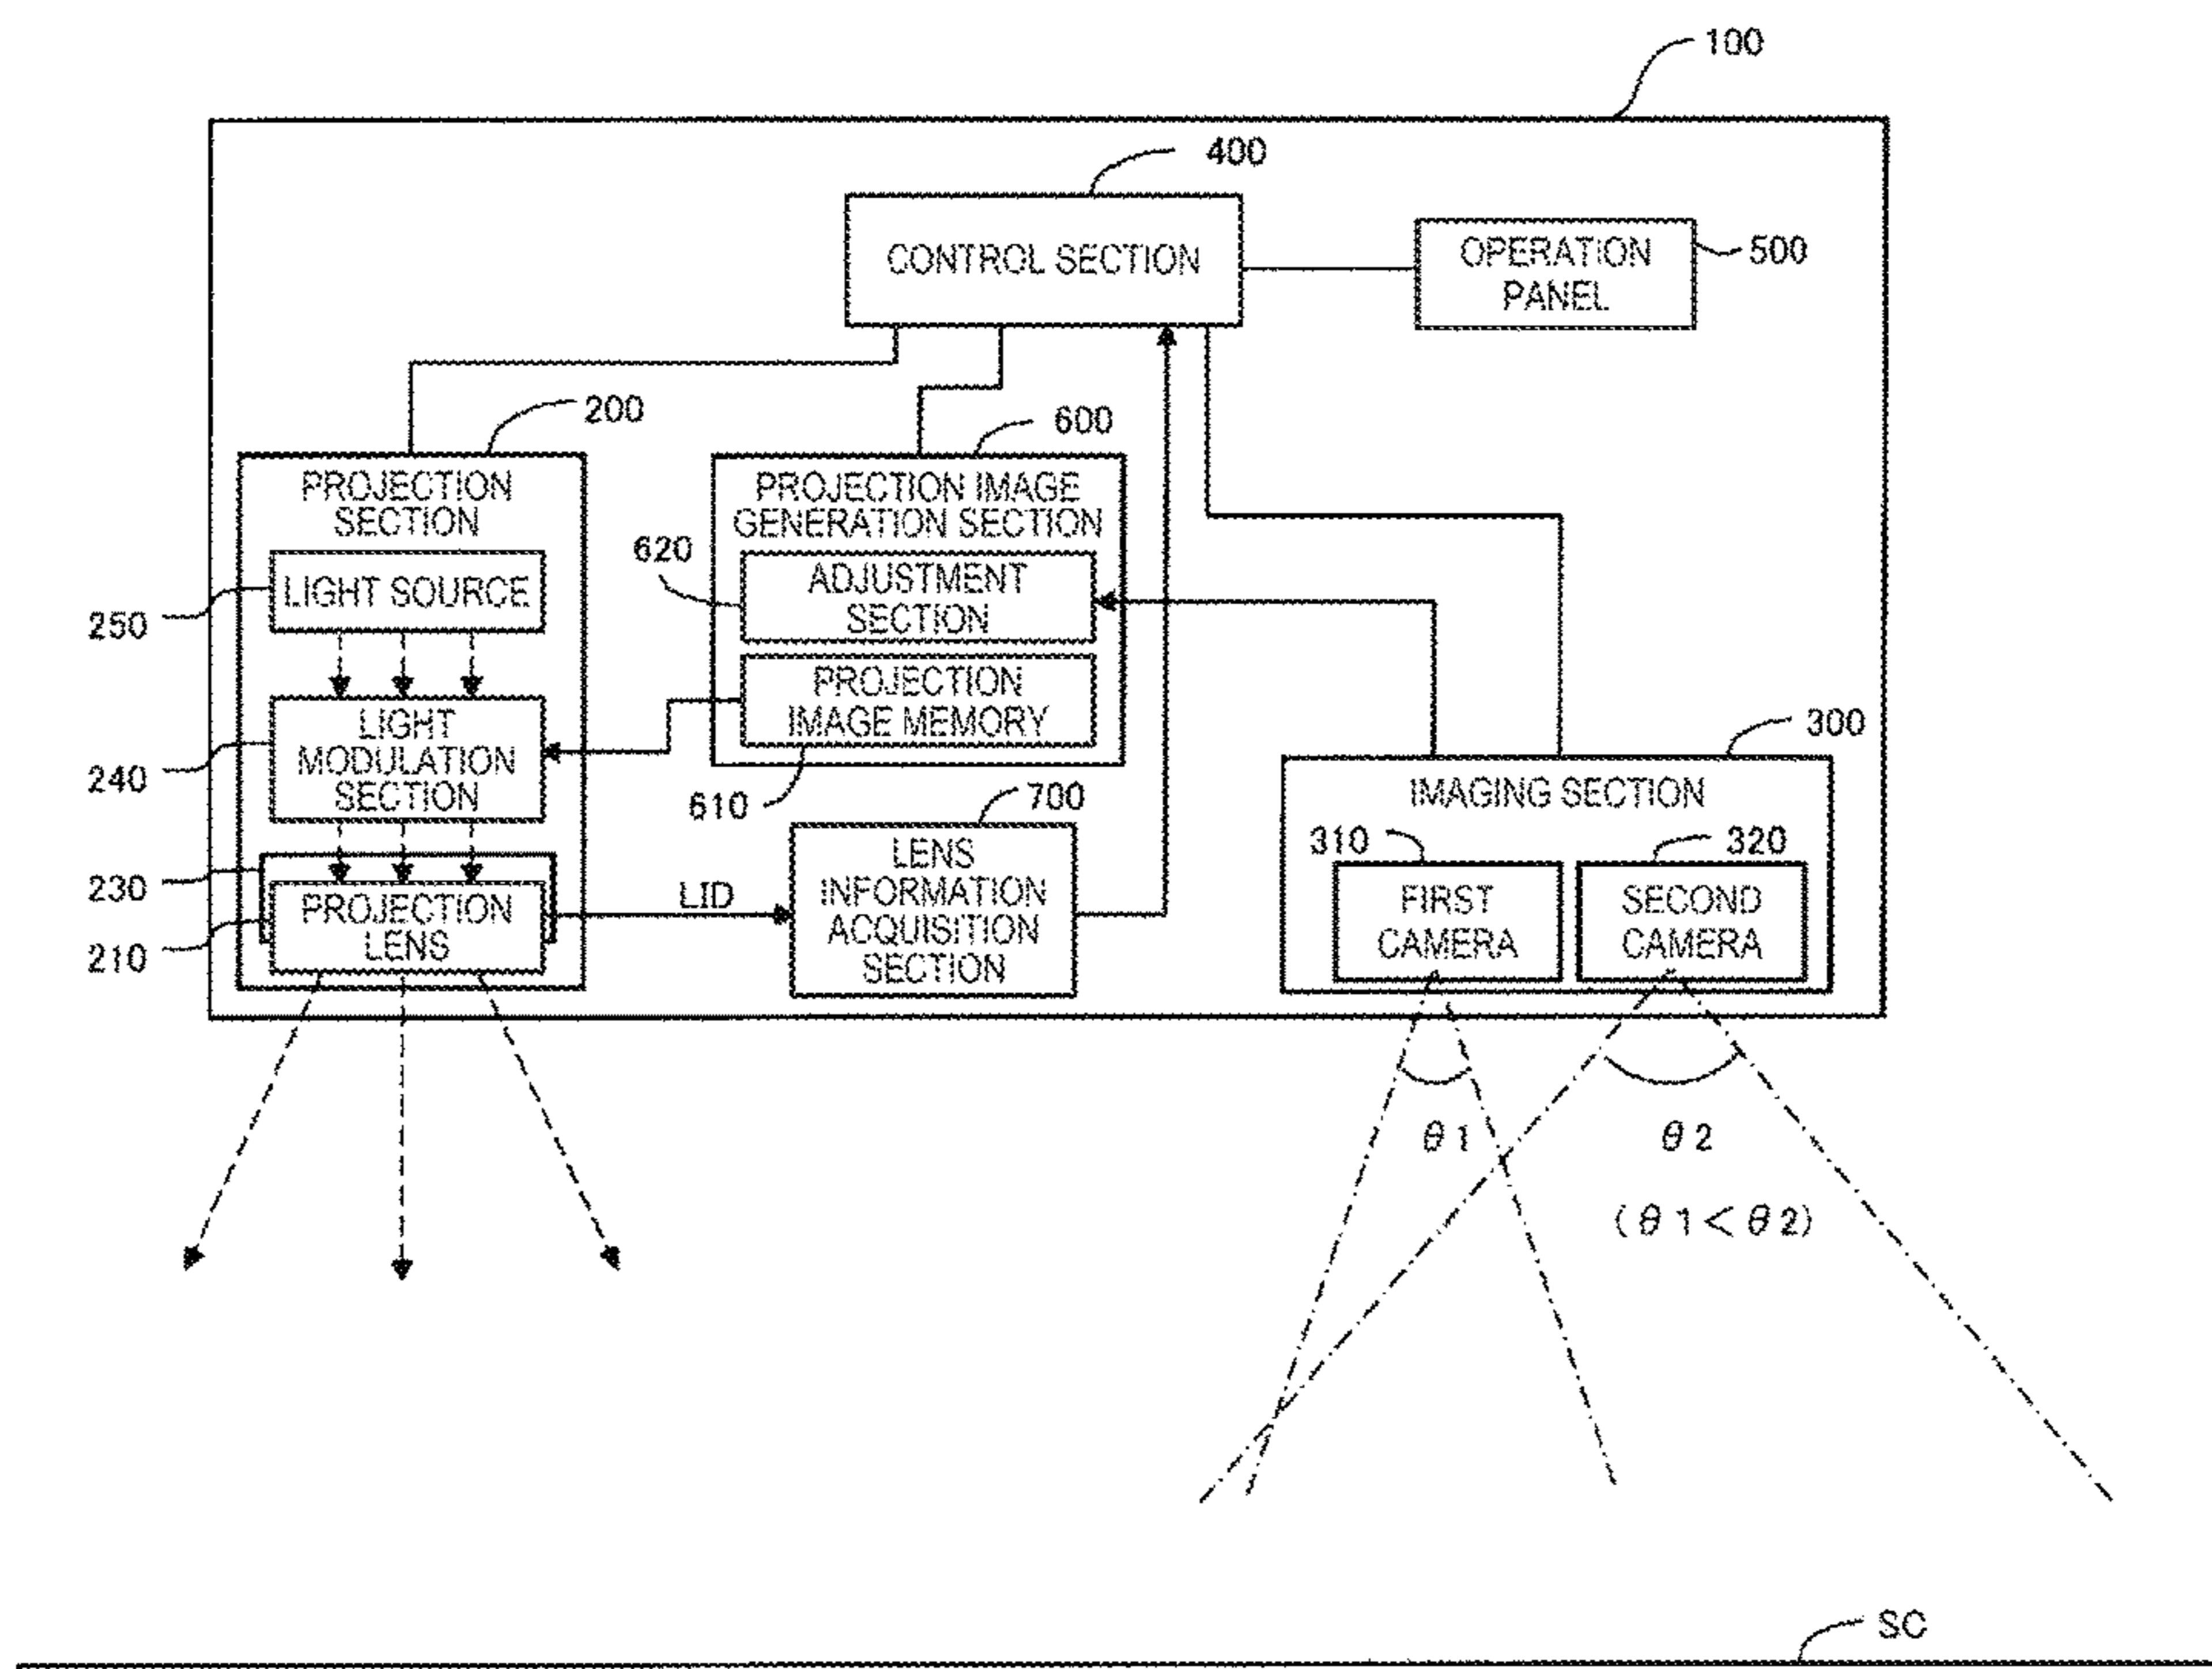 100
400
CONTROL SECTION
OPERATION
PANEL
500
200
PROJECTION
SECTION
250
LIGHT SOURCE
240
LIGHT
MODULATION
SECTION
230
210
PROJECTION
LENS
600
PROJECTION IMAGE
GENERATION SECTION
620
ADJUSTMENT
SECTION
PROJECTION
IMAGE MEMORY
610
LID
700
LENS
INFORMATION
ACQUISITION
SECTION
300
IMAGING SECTION
310
FIRST
CAMERA
320
SECOND
CAMERA
θ1
θ2
(θ1<θ2)
SC